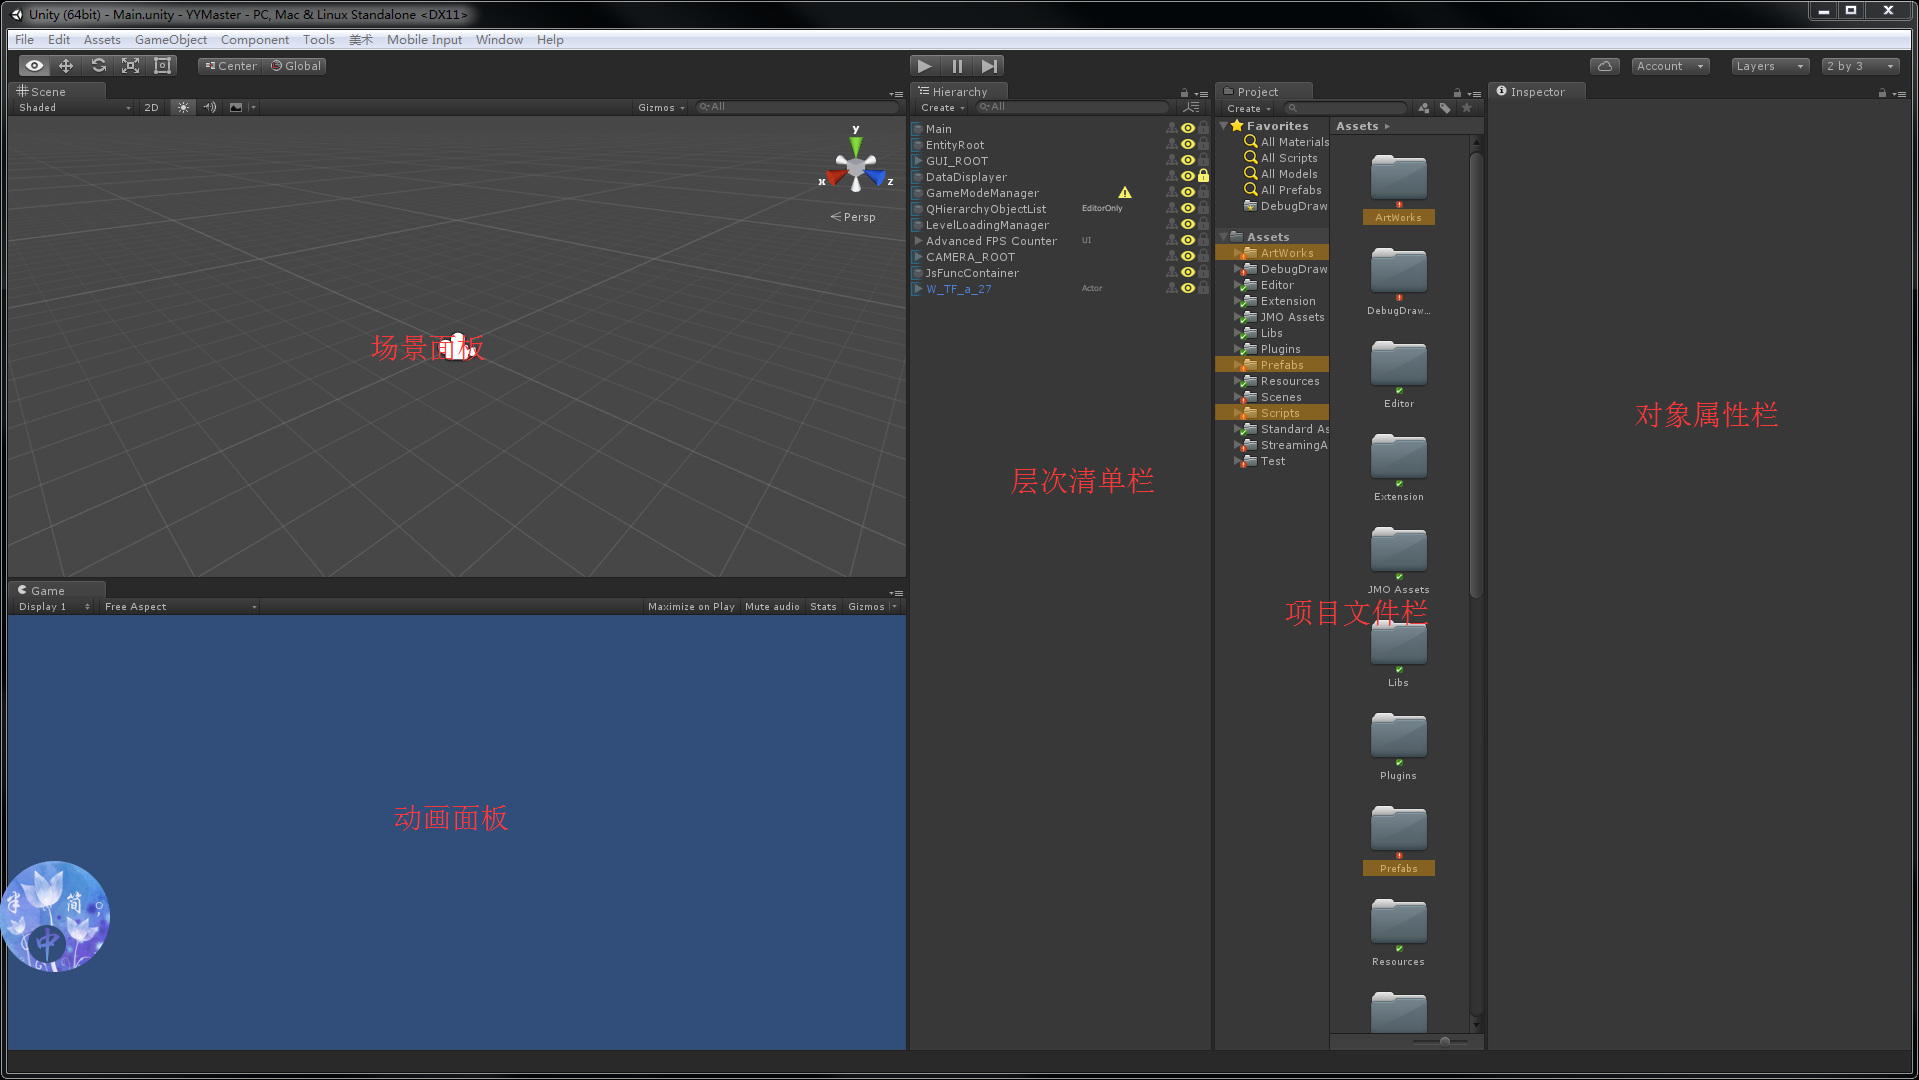 Unity (64bit) - Main.unity - YYMaster - PC, Mac & Linux Standalone <DX11>
File Edit Assets GameObject Component Tools 美术 Mobile Input Window Help
Center Global Account Layers 2 by 3
Scene
Shaded 2D Gizmos All
y
x z
Persp
场景面板
Game
Display 1 Free Aspect Maximize on Play Mute audio Stats Gizmos
动画面板
半 简
中
Hierarchy
Create All
Main
EntityRoot
GUI_ROOT
DataDisplayer
GameModeManager
QHierarchyObjectList EditorOnly
LevelLoadingManager
Advanced FPS Counter UI
CAMERA_ROOT
JsFuncContainer
W_TF_a_27 Actor
层次清单栏
Project
Create
Favorites
All Materials
All Scripts
All Models
All Prefabs
DebugDraw
Assets
ArtWorks
DebugDraw
Editor
Extension
JMO Assets
Libs
Plugins
Prefabs
Resources
Scenes
Scripts
Standard As
StreamingA
Test
Assets
ArtWorks
DebugDraw...
Editor
Extension
JMO Assets
项目文件栏
Libs
Plugins
Prefabs
Resources
Inspector
对象属性栏